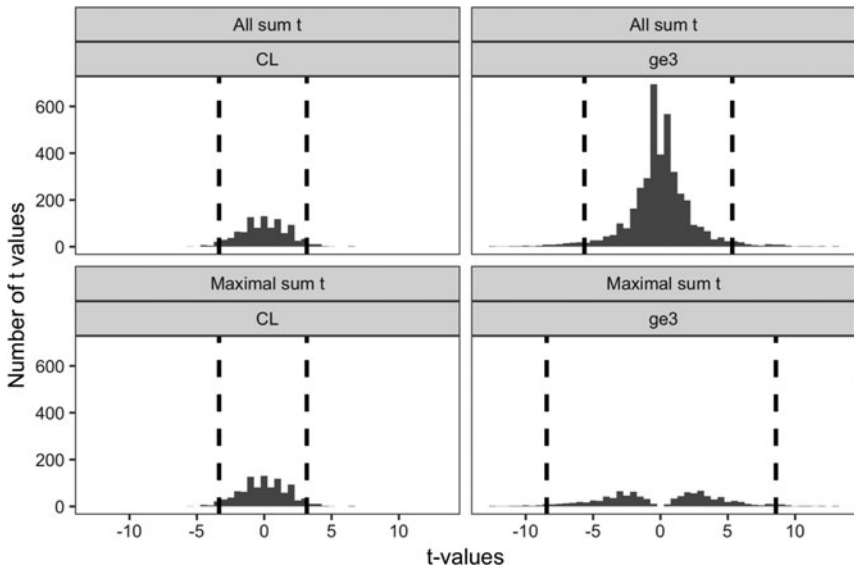 All sum t
All sum t
CL
ge3
600
400
200
0
Maximal sum t
Maximal sum t
CL
ge3
600
400
200
0
-10 -5 0 5 10
-10 -5 0 5 10
t-values
Number of t values